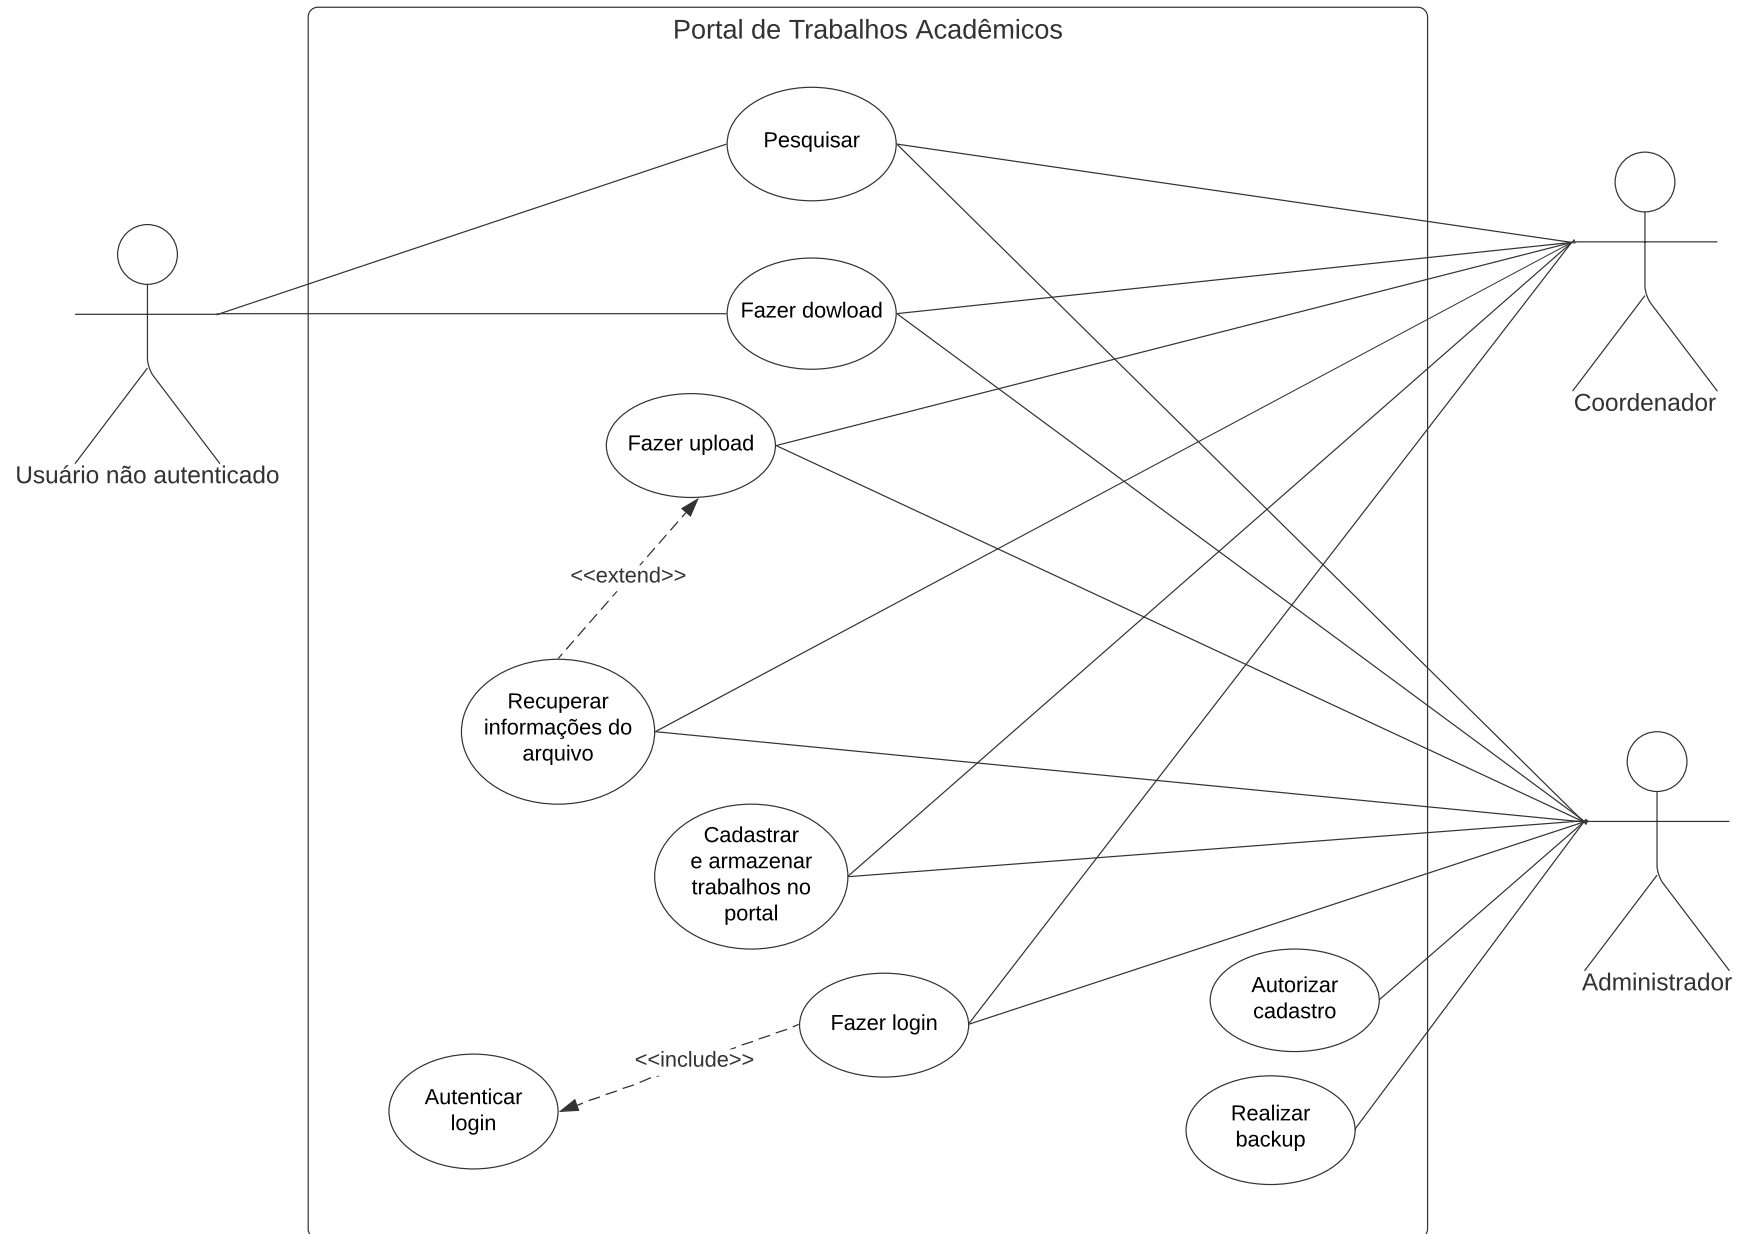 Portal de Trabalhos Acadêmicos
Pesquisar
Fazer dowload
Fazer upload
Coordenador
Usuário não autenticado
<<extend>>
Recuperar
informações do
arquivo
Cadastrar
e armazenar
trabalhos no
portal
Autorizar
cadastro
Administrador
Fazer login
<<include>>
Autenticar
login
Realizar
backup